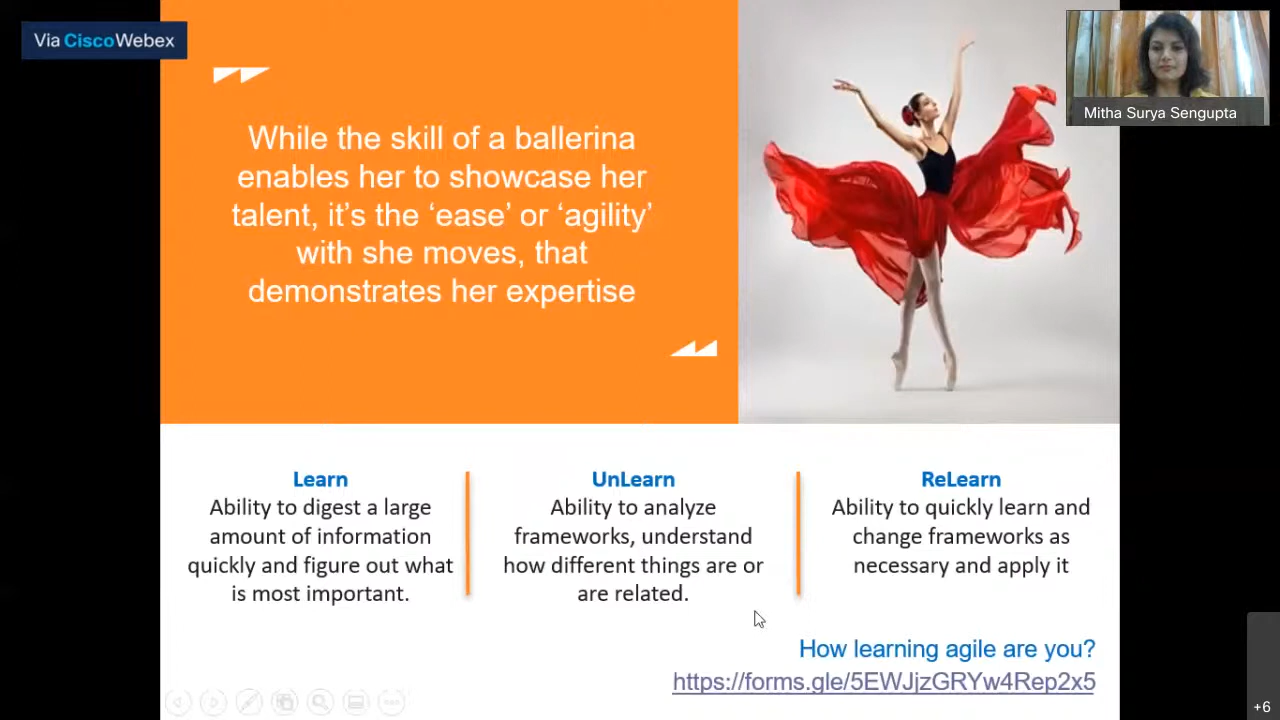 Via CiscoWebex
While the skill of a ballerina
enables her to showcase her
talent, it’s the ‘ease’ or ‘agility’
with she moves, that
demonstrates her expertise
Mitha Surya Sengupta
Learn
Ability to digest a large
amount of information
quickly and figure out what
is most important.
UnLearn
Ability to analyze
frameworks, understand
how different things are or
are related.
ReLearn
Ability to quickly learn and
change frameworks as
necessary and apply it
How learning agile are you?
https://forms.gle/5EWJjzGRYw4Rep2x5
+6